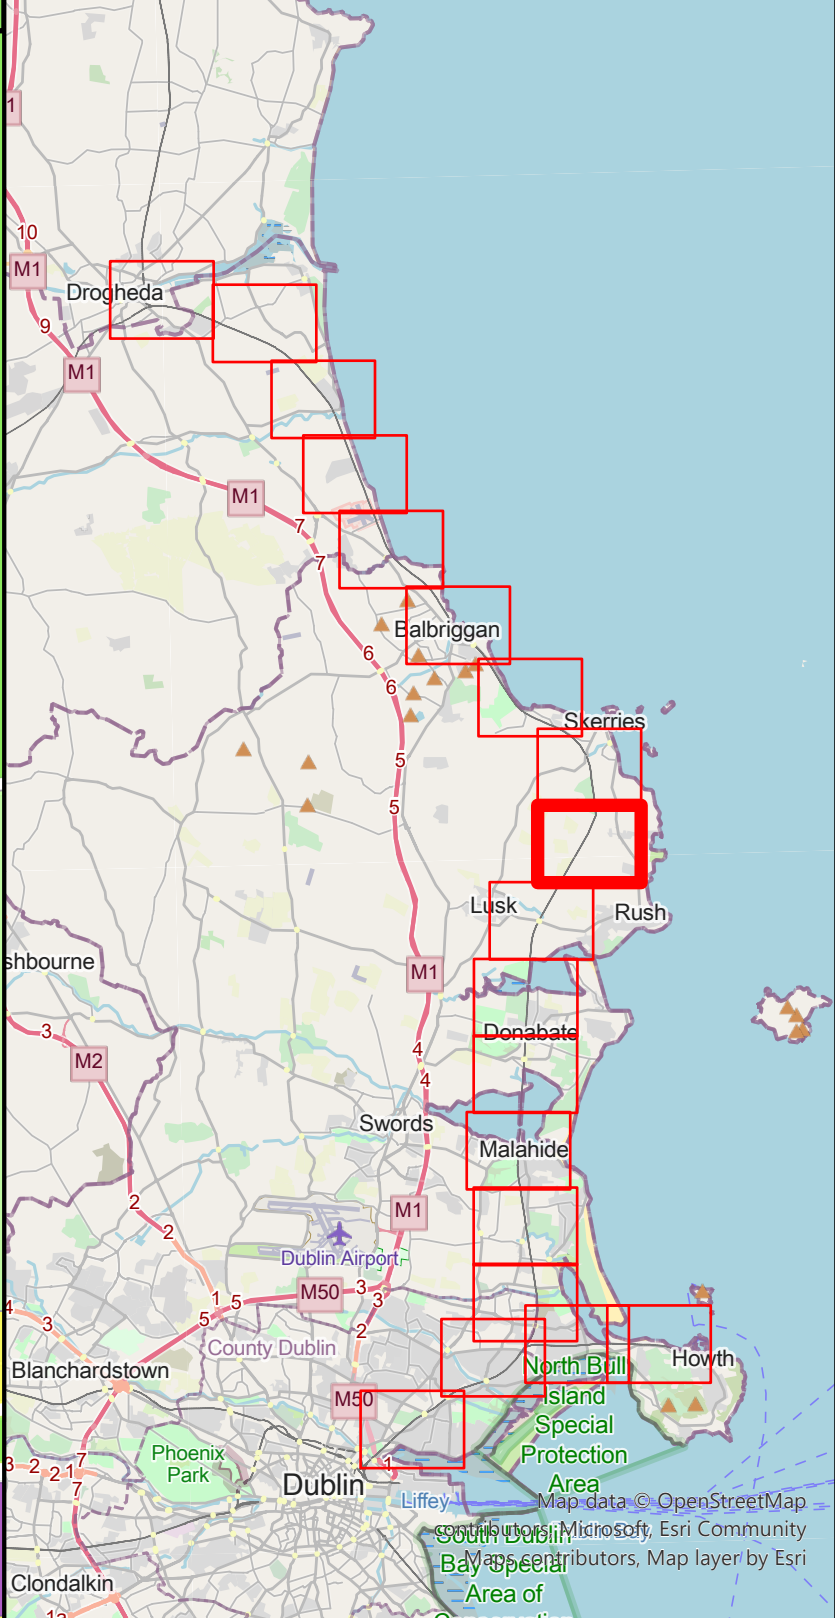 1
10
M1
Drogheda
9
M1
M1
7
7
Balbriggan
6
6
Skerries
5
5
Lusk
Rush
shbourne
M1
3
Donabate
M2
4
4
Swords
Malahide
2
M1
2
Dublin Airport
M50
3
3
1
5
5
4
3
2
County Dublin
Blanchardstown
Howth
North Bull
Island
Special
Protection
Area
M50
Phoenix
Park
7
3
2
2
1
7
1
Dublin
Liffey
Map data © OpenStreetMap
contributors, Microsoft, Esri Community
Maps contributors, Map layer by Esri
South Dublin
Bay Special
Area of
Clondalkin